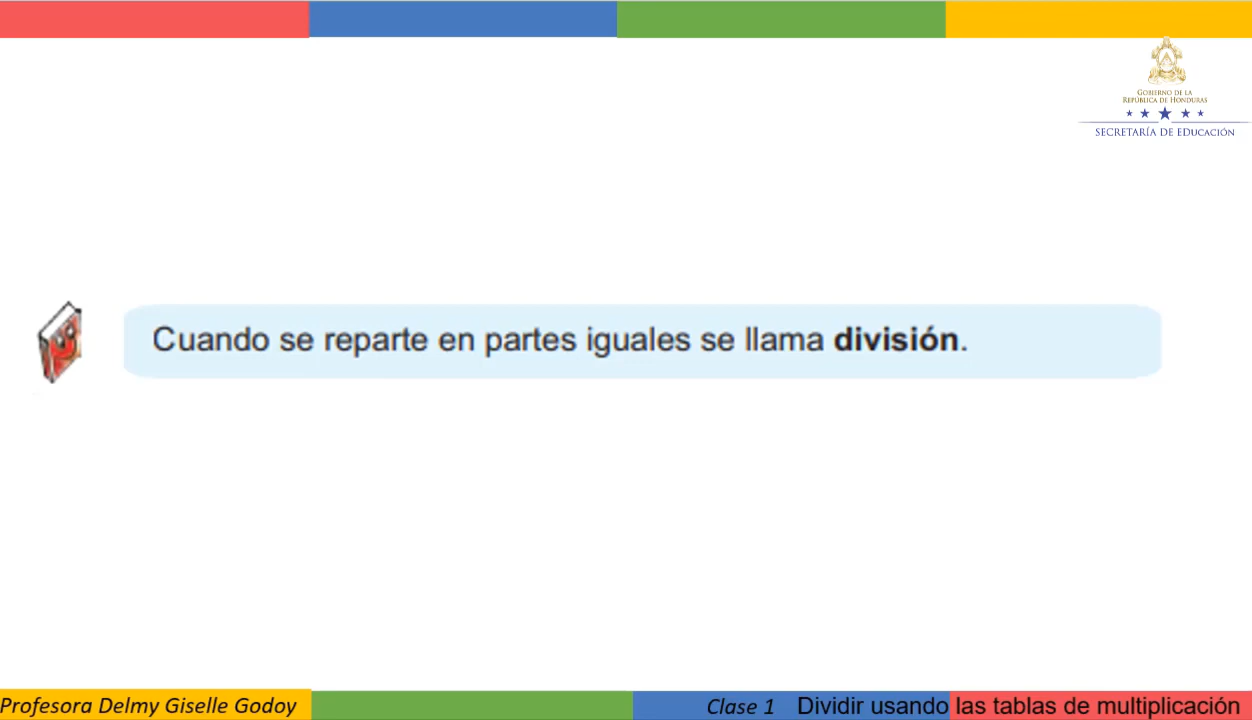 GOBIERNO DE LA
REPÚBLICA DE HONDURAS
SECRETARÍA DE EDUCACIÓN
Cuando se reparte en partes iguales se llama división.
Profesora Delmy Giselle Godoy
Clase 1 Dividir usando las tablas de multiplicación